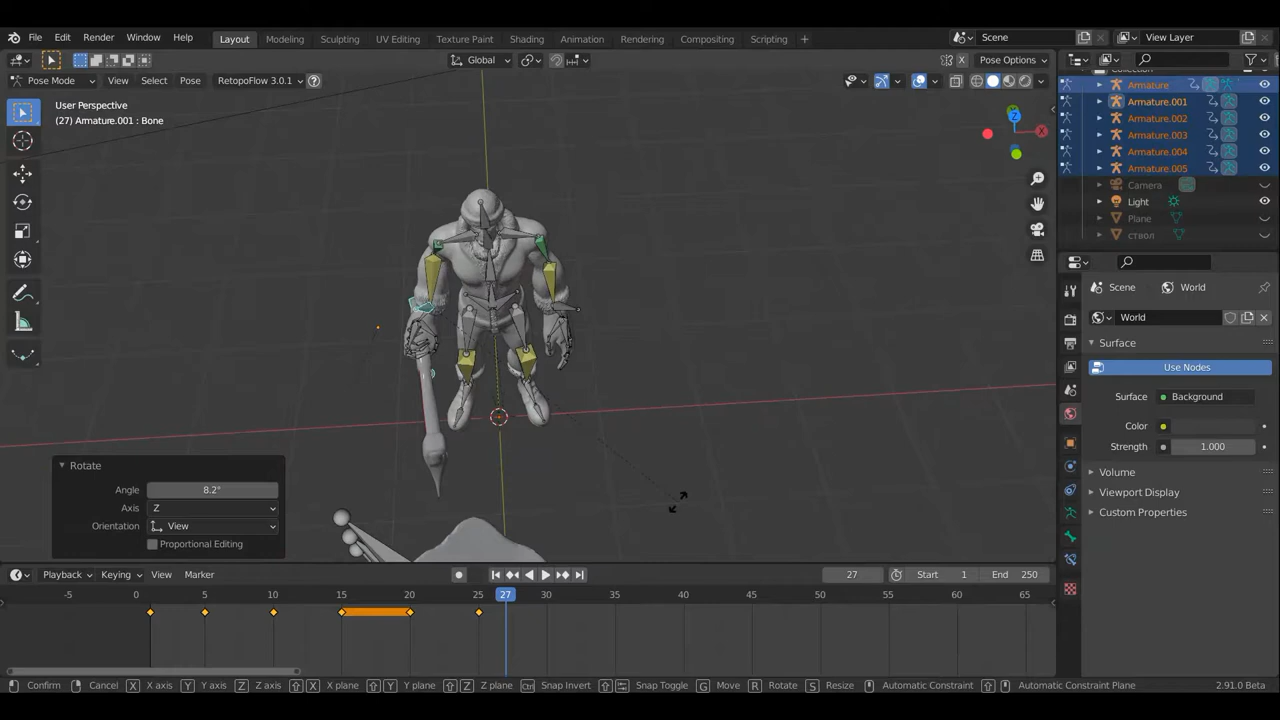 File Edit Render Window Help Layout Modeling Sculpting UV Editing Texture Paint Shading Animation Rendering Compositing Scripting + Scene View Layer
Global Pose Options
Pose Mode View Select Pose RetopoFlow 3.0.1 ?
User Perspective
(27) Armature.001 : Bone
Z
X
Armature
Armature.001
Armature.002
Armature.003
Armature.004
Armature.005
Camera
Light
Plane
ствол
Scene World
World
Surface
Use Nodes
Surface Background
Color
Strength 1.000
Volume
Viewport Display
Custom Properties
Rotate
Angle 8.2°
Axis Z
Orientation View
Proportional Editing
Playback Keying View Marker 27 Start 1 End 250
-5 0 5 10 15 20 25 27 30 35 40 45 50 55 60 65
Confirm Cancel X X axis Y Y axis Z Z axis X X plane Y Y plane Z Z plane Ctrl Snap Invert Snap Toggle G Move R Rotate S Resize Automatic Constraint Automatic Constraint Plane 2.91.0 Beta